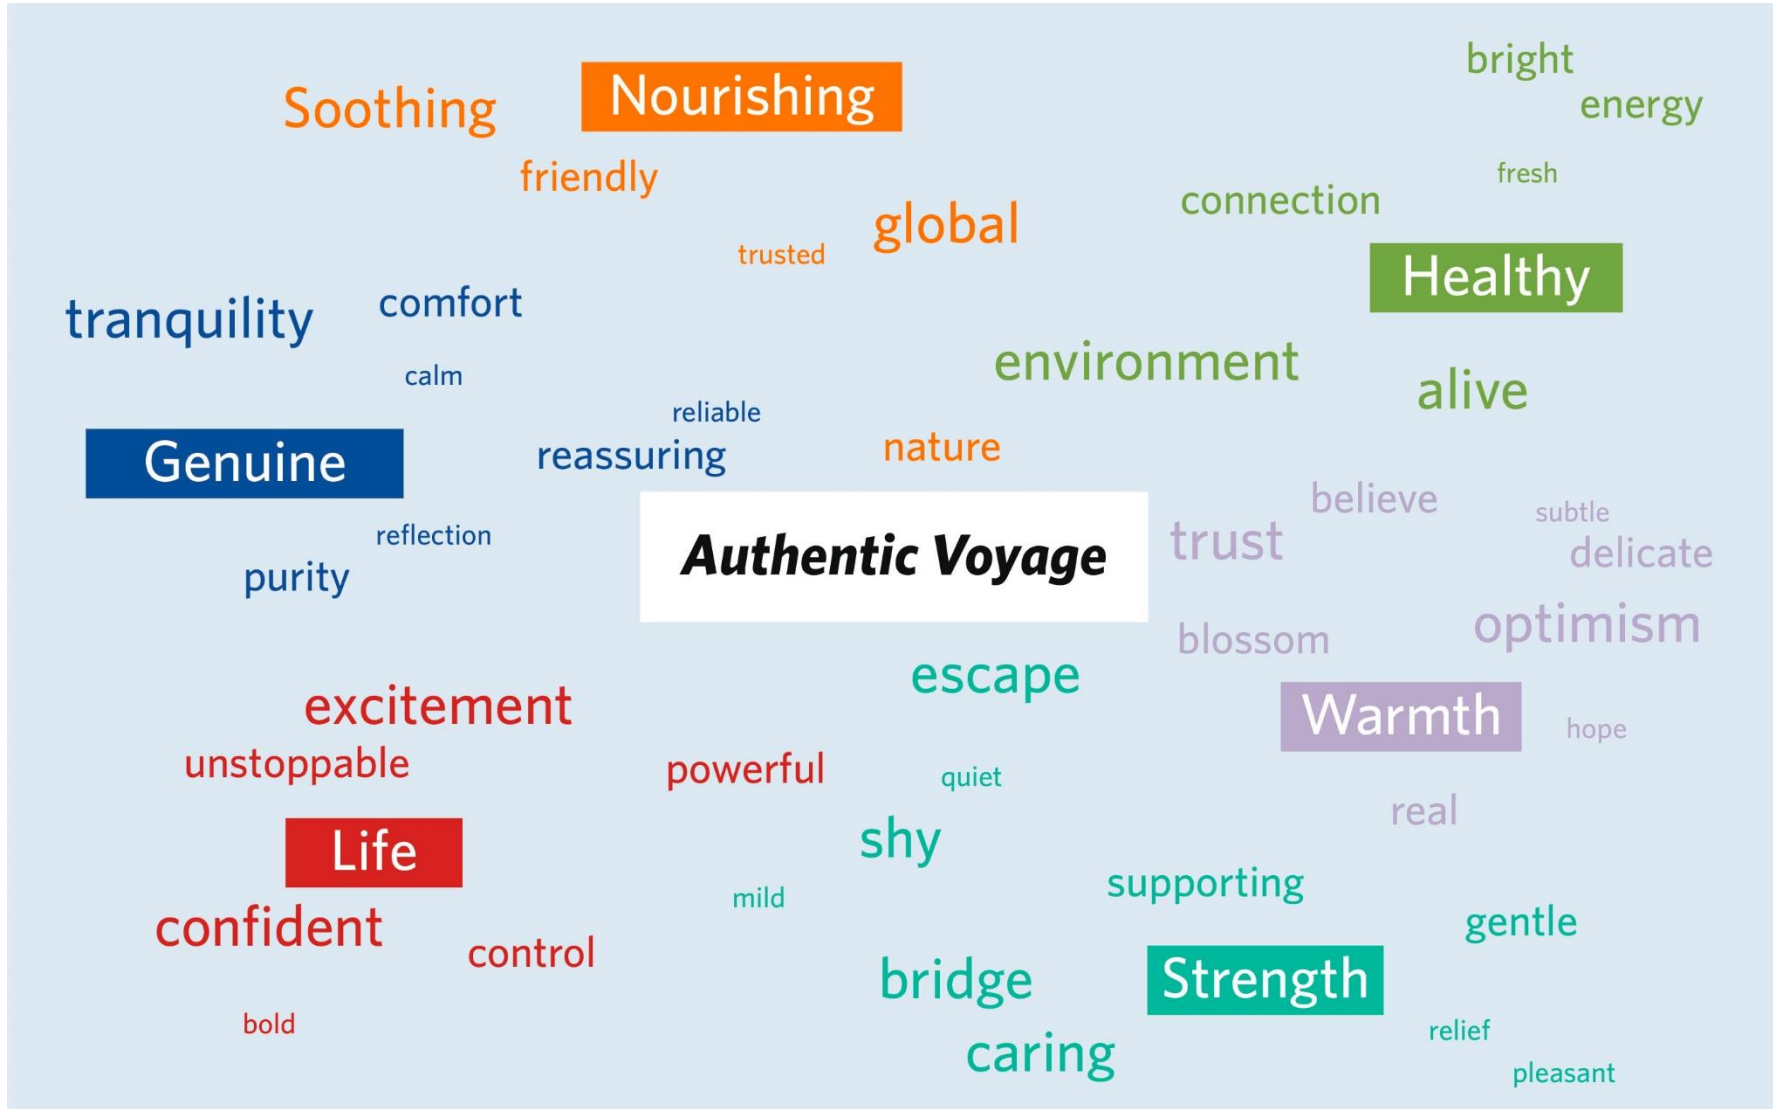 bright
Soothing
Nourishing
energy
friendly
fresh
connection
global
trusted
Healthy
tranquility
comfort
environment
calm
alive
reliable
nature
reassuring
Genuine
believe
subtle
trust
delicate
reflection
Authentic Voyage
purity
optimism
blossom
escape
excitement
Warmth
hope
unstoppable
powerful
quiet
real
shy
Life
supporting
mild
gentle
confident
control
bridge
Strength
bold
relief
caring
pleasant